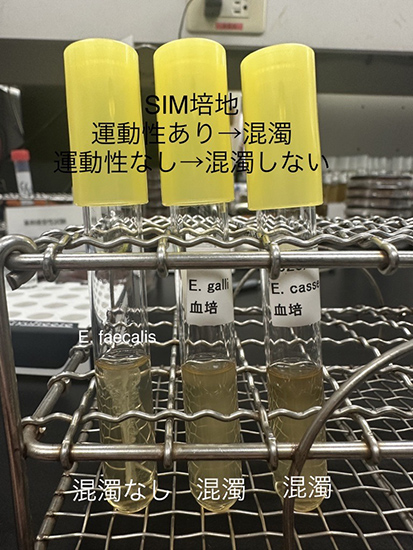 SIM培地
運動性あり→混濁
運動性なし→混濁しない
E. galli
血培
E. casse
血培
E. faecalis
混濁なし
混濁
混濁